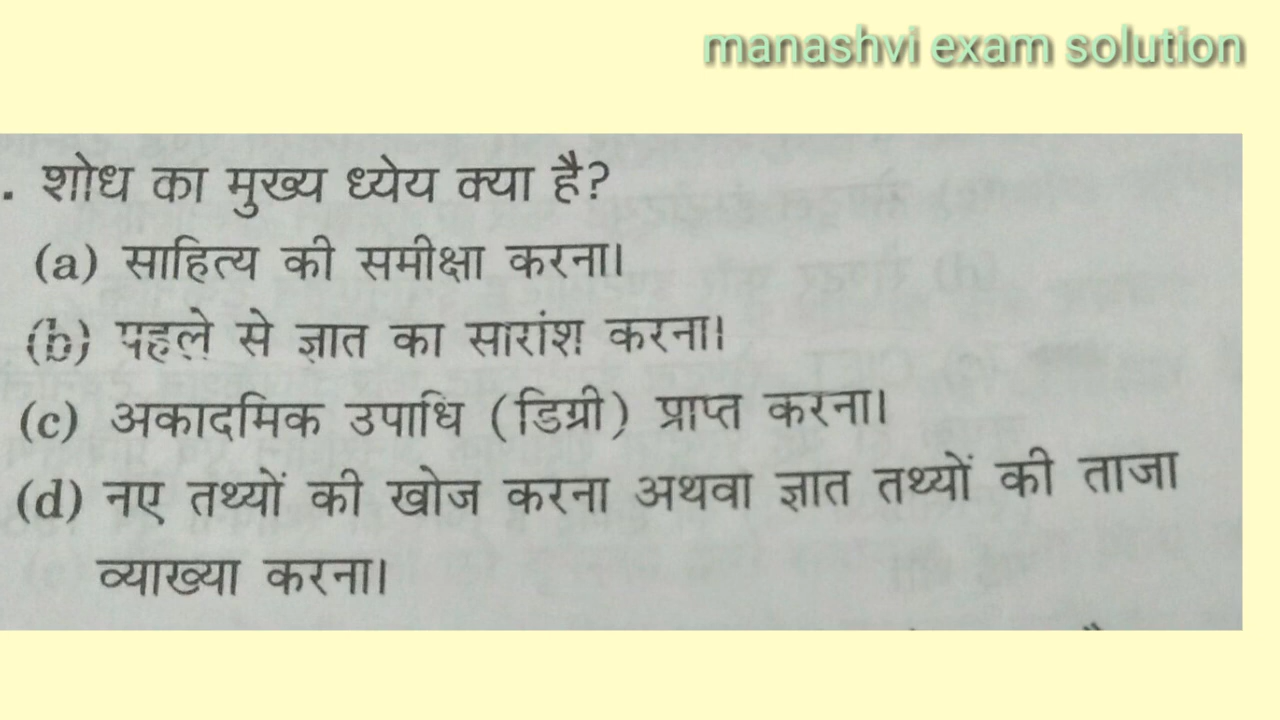 manashvi exam solution
. शोध का मुख्य ध्येय क्या है?
(a) साहित्य की समीक्षा करना।
(b) पहले से ज्ञात का सारांश करना।
(c) अकादमिक उपाधि (डिग्री) प्राप्त करना।
(d) नए तथ्यों की खोज करना अथवा ज्ञात तथ्यों की ताजा
व्याख्या करना।